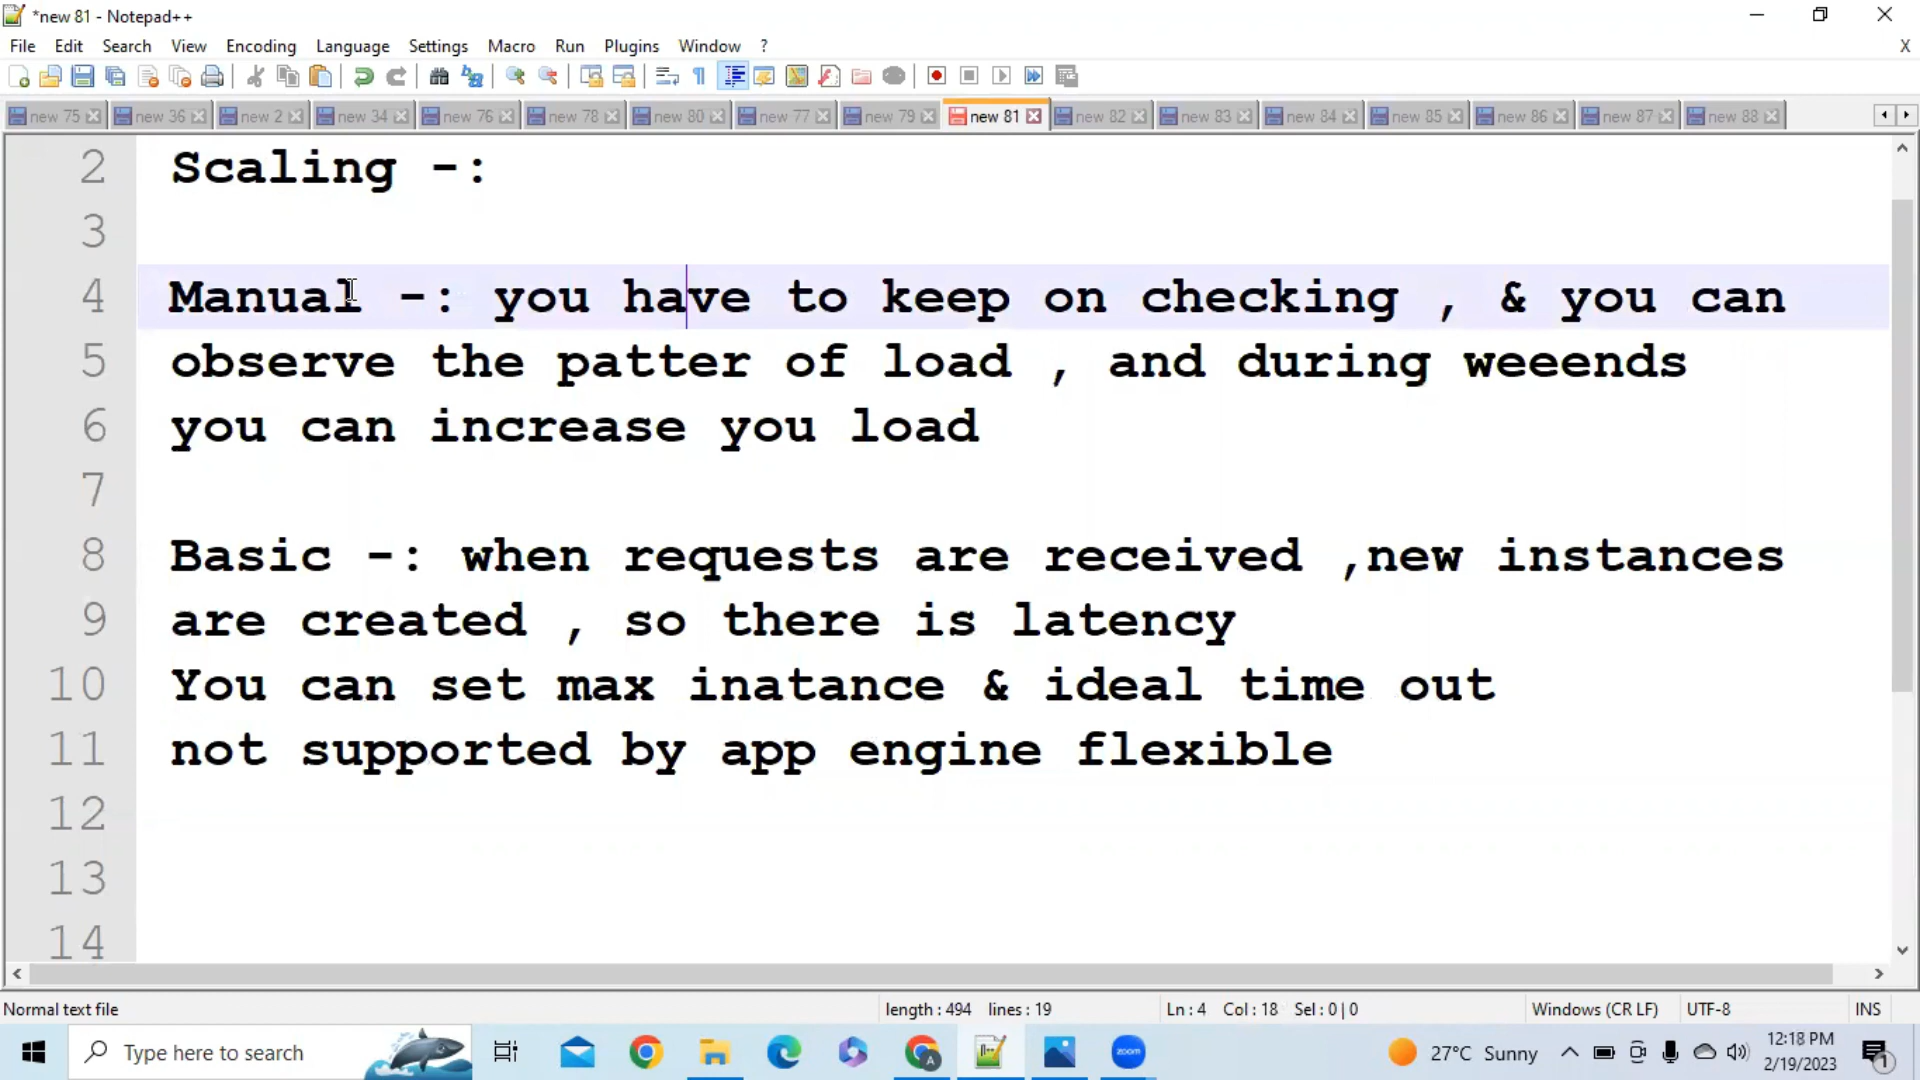 *new 81 - Notepad++
File Edit Search View Encoding Language Settings Macro Run Plugins Window ? X
new 75 new 36 new 2 new 34 new 76 new 78 new 80 new 77 new 79 new 81 new 82 new 83 new 84 new 85 new 86 new 87 new 88
2 Scaling -:
3
4 Manual -: you have to keep on checking , & you can
5 observe the patter of load , and during weeends
6 you can increase you load
7
8 Basic -: when requests are received ,new instances
9 are created , so there is latency
10 You can set max inatance & ideal time out
11 not supported by app engine flexible
12
13
14
Normal text file length : 494 lines : 19 Ln : 4 Col : 18 Sel : 0 | 0 Windows (CR LF) UTF-8 INS
Type here to search zoom 27°C Sunny 12:18 PM
2/19/2023 1